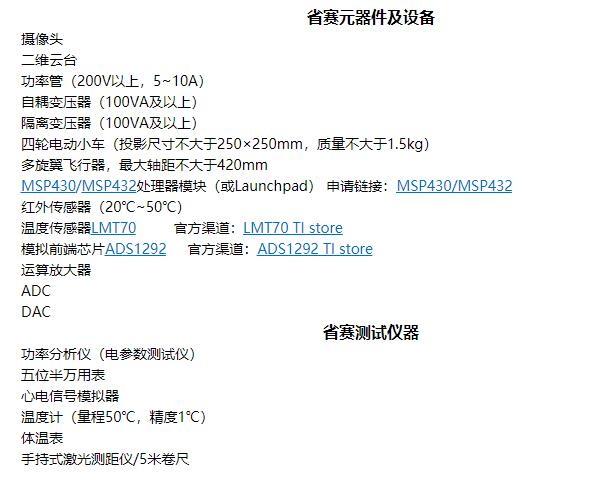 省赛元器件及设备
摄像头
二维云台
功率管（200V以上，5~10A）
自耦变压器（100VA及以上）
隔离变压器（100VA及以上）
四轮电动小车（投影尺寸不大于250×250mm，质量不大于1.5kg）
多旋翼飞行器，最大轴距不大于420mm
MSP430/MSP432处理器模块（或Launchpad） 申请链接：MSP430/MSP432
红外传感器（20℃~50℃）
温度传感器LMT70 官方渠道：LMT70 TI store
模拟前端芯片ADS1292 官方渠道：ADS1292 TI store
运算放大器
ADC
DAC
省赛测试仪器
功率分析仪（电参数测试仪）
五位半万用表
心电信号模拟器
温度计（量程50℃，精度1℃）
体温表
手持式激光测距仪/5米卷尺